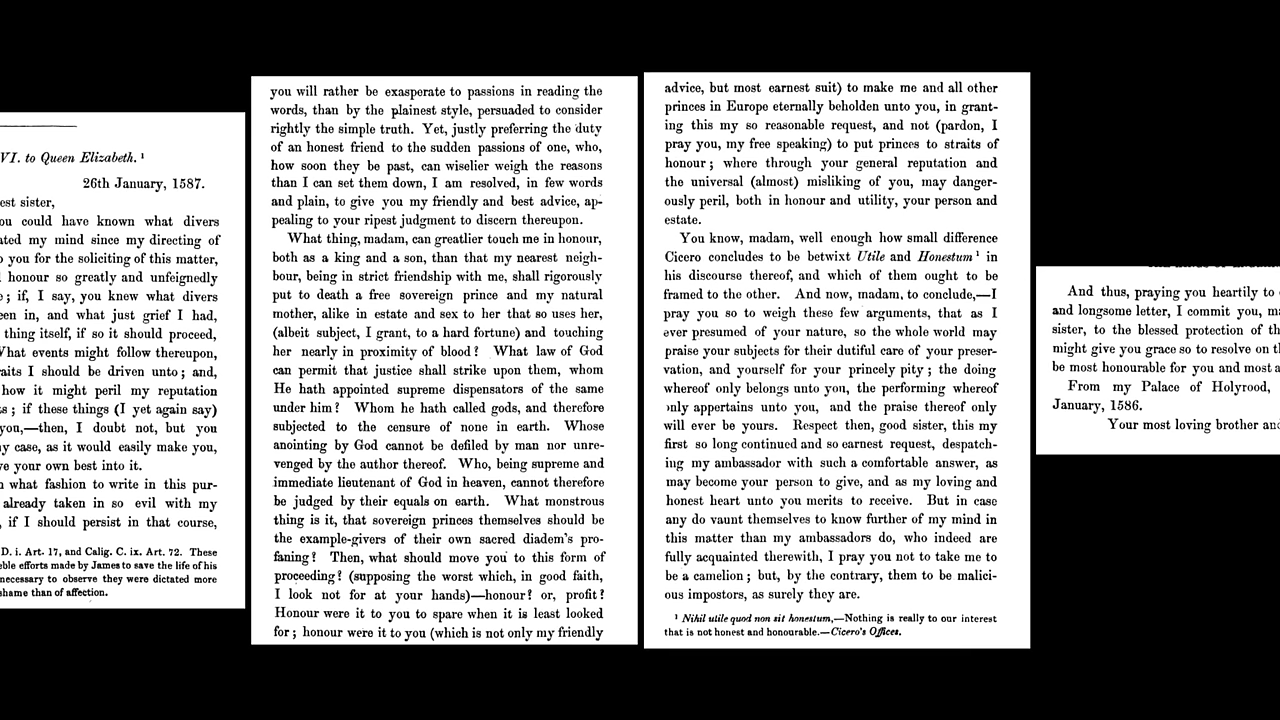 VI. to Queen Elizabeth. ¹
26th January, 1587.
est sister,
ou could have known what divers
ated my mind since my directing of
o you for the soliciting of this matter,
honour so greatly and unfeignedly
; if, I say, you knew what divers
een in, and what just grief I had,
thing itself, if so it should proceed,
What events might follow thereupon,
raits I should be driven unto; and,
how it might peril my reputation
ts; if these things (I yet again say)
you,—then, I doubt not, but you
y case, as it would easily make you,
ve your own best into it.
n what fashion to write in this pur-
already taken in so evil with my
, if I should persist in that course,
D. i. Art. 17, and Calig. C. ix. Art. 72. These
eble efforts made by James to save the life of his
necessary to observe they were dictated more
shame than of affection.
you will rather be exasperate to passions in reading the
words, than by the plainest style, persuaded to consider
rightly the simple truth. Yet, justly preferring the duty
of an honest friend to the sudden passions of one, who,
how soon they be past, can wiselier weigh the reasons
than I can set them down, I am resolved, in few words
and plain, to give you my friendly and best advice, ap-
pealing to your ripest judgment to discern thereupon.
What thing, madam, can greatlier touch me in honour,
both as a king and a son, than that my nearest neigh-
bour, being in strict friendship with me, shall rigorously
put to death a free sovereign prince and my natural
mother, alike in estate and sex to her that so uses her,
(albeit subject, I grant, to a hard fortune) and touching
her nearly in proximity of blood? What law of God
can permit that justice shall strike upon them, whom
He hath appointed supreme dispensators of the same
under him? Whom he hath called gods, and therefore
subjected to the censure of none in earth. Whose
anointing by God cannot be defiled by man nor unre-
venged by the author thereof. Who, being supreme and
immediate lieutenant of God in heaven, cannot therefore
be judged by their equals on earth. What monstrous
thing is it, that sovereign princes themselves should be
the example-givers of their own sacred diadem's pro-
faning? Then, what should move you to this form of
proceeding? (supposing the worst which, in good faith,
I look not for at your hands)—honour? or, profit?
Honour were it to you to spare when it is least looked
for; honour were it to you (which is not only my friendly
advice, but most earnest suit) to make me and all other
princes in Europe eternally beholden unto you, in grant-
ing this my so reasonable request, and not (pardon, I
pray you, my free speaking) to put princes to straits of
honour; where through your general reputation and
the universal (almost) misliking of you, may danger-
ously peril, both in honour and utility, your person and
estate.
You know, madam, well enough how small difference
Cicero concludes to be betwixt Utile and Honestum ¹ in
his discourse thereof, and which of them ought to be
framed to the other. And now, madam, to conclude,—I
pray you so to weigh these few arguments, that as I
ever presumed of your nature, so the whole world may
praise your subjects for their dutiful care of your preser-
vation, and yourself for your princely pity; the doing
whereof only belongs unto you, the performing whereof
only appertains unto you, and the praise thereof only
will ever be yours. Respect then, good sister, this my
first so long continued and so earnest request, despatch-
ing my ambassador with such a comfortable answer, as
may become your person to give, and as my loving and
honest heart unto you merits to receive. But in case
any do vaunt themselves to know further of my mind in
this matter than my ambassadors do, who indeed are
fully acquainted therewith, I pray you not to take me to
be a camelion; but, by the contrary, them to be malici-
ous impostors, as surely they are.
¹ Nihil utile quod non sit honestum,—Nothing is really to our interest
that is not honest and honourable.—Cicero's Offices.
And thus, praying you heartily to
and longsome letter, I commit you, ma
sister, to the blessed protection of th
might give you grace so to resolve on th
be most honourable for you and most a
From my Palace of Holyrood,
January, 1586.
Your most loving brother and